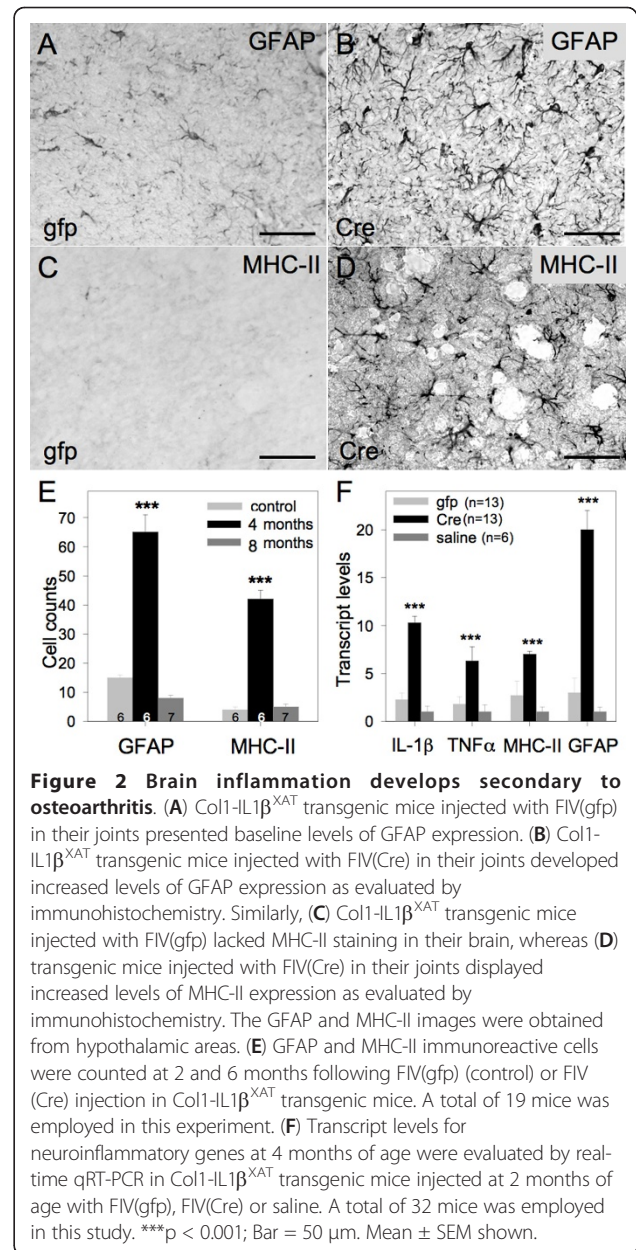 A GFAP
B GFAP
gfp
Cre
C MHC-II
D MHC-II
gfp
Cre
E
70
60
50
40
30
20
10
0
Cell counts
***
***
control
4 months
8 months
6 6 7
6 6 7
GFAP MHC-II
F
20
15
10
5
0
Transcript levels
gfp (n=13)
Cre (n=13)
saline (n=6)
***
***
***
***
IL-1β TNFα MHC-II GFAP
Figure 2 Brain inflammation develops secondary to
osteoarthritis. (A) Col1-IL1β^XAT transgenic mice injected with FIV(gfp)
in their joints presented baseline levels of GFAP expression. (B) Col1-
IL1β^XAT transgenic mice injected with FIV(Cre) in their joints developed
increased levels of GFAP expression as evaluated by
immunohistochemistry. Similarly, (C) Col1-IL1β^XAT transgenic mice
injected with FIV(gfp) lacked MHC-II staining in their brain, whereas (D)
transgenic mice injected with FIV(Cre) in their joints displayed
increased levels of MHC-II expression as evaluated by
immunohistochemistry. The GFAP and MHC-II images were obtained
from hypothalamic areas. (E) GFAP and MHC-II immunoreactive cells
were counted at 2 and 6 months following FIV(gfp) (control) or FIV
(Cre) injection in Col1-IL1β^XAT transgenic mice. A total of 19 mice was
employed in this experiment. (F) Transcript levels for
neuroinflammatory genes at 4 months of age were evaluated by real-
time qRT-PCR in Col1-IL1β^XAT transgenic mice injected at 2 months of
age with FIV(gfp), FIV(Cre) or saline. A total of 32 mice was employed
in this study. ***p < 0.001; Bar = 50 μm. Mean ± SEM shown.